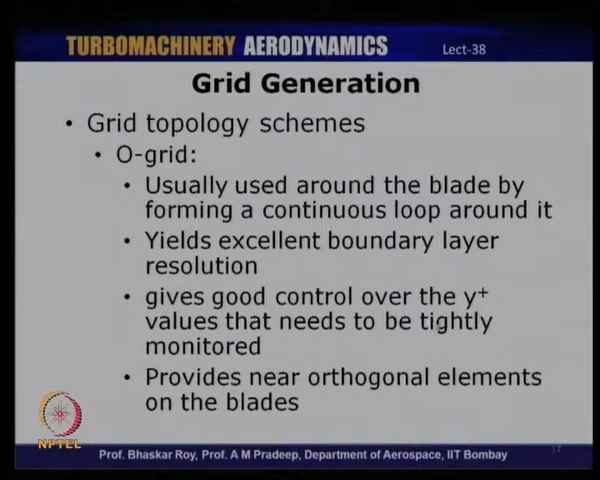 TURBOMACHINERY AERODYNAMICS Lect-38
Grid Generation
• Grid topology schemes
• O-grid:
• Usually used around the blade by
forming a continuous loop around it
• Yields excellent boundary layer
resolution
• gives good control over the y+
values that needs to be tightly
monitored
• Provides near orthogonal elements
on the blades
NPTEL
Prof. Bhaskar Roy, Prof. A M Pradeep, Department of Aerospace, IIT Bombay
17